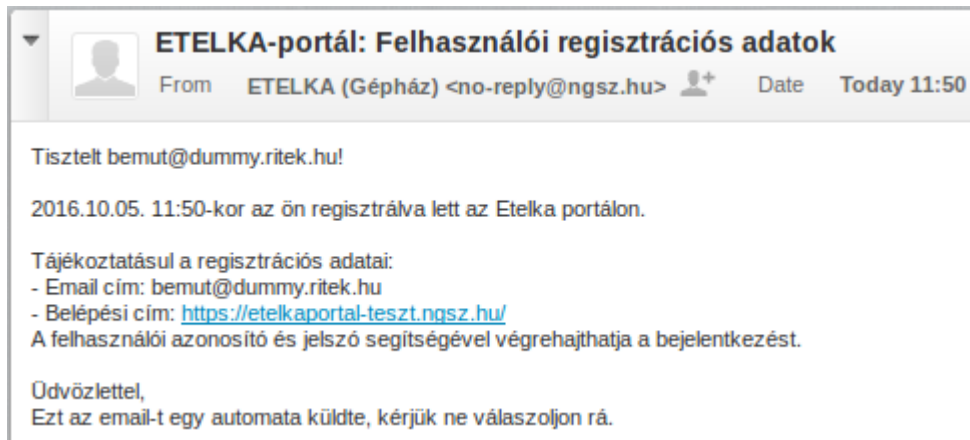 ETELKA-portál: Felhasználói regisztrációs adatok
From ETELKA (Gépház) <no-reply@ngsz.hu> Date Today 11:50
Tisztelt bemut@dummy.ritek.hu!
2016.10.05. 11:50-kor az ön regisztrálva lett az Etelka portálon.
Tájékoztatásul a regisztrációs adatai:
- Email cím: bemut@dummy.ritek.hu
- Belépési cím: https://etelkaportal-teszt.ngsz.hu/
A felhasználói azonosító és jelszó segítségével végrehajthatja a bejelentkezést.
Üdvözlettel,
Ezt az email-t egy automata küldte, kérjük ne válaszoljon rá.